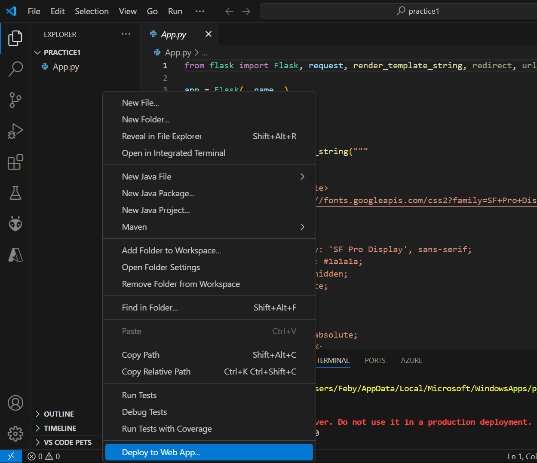 File Edit Selection View Go Run ··· practice1
EXPLORER ··· App.py
PRACTICE1 App.py > ...
App.py 1 from flask import Flask, request, render_template_string, redirect, url
2
3 app = Flask(
New File...
New Folder...
Reveal in File Explorer Shift+Alt+R
Open in Integrated Terminal
_string("""
New Java File
New Java Package...
New Java Project...
Maven
le>
//fonts.googleapis.com/css2?family=SF+Pro+Dis
Add Folder to Workspace...
Open Folder Settings
Remove Folder from Workspace
y: 'SF Pro Display', sans-serif;
: #1a1a1a;
hidden;
te;
Find in Folder... Shift+Alt+F
Paste Ctrl+V
absolute;
Copy Path Shift+Alt+C
Copy Relative Path Ctrl+K Ctrl+Shift+C
TERMINAL PORTS AZURE
sers/Feby/AppData/Local/Microsoft/WindowsApps/p
Run Tests
Debug Tests
Run Tests with Coverage
ver. Do not use it in a production deployment.
0
OUTLINE
TIMELINE
VS CODE PETS
Deploy to Web App...
0 0 Ln 1, Col